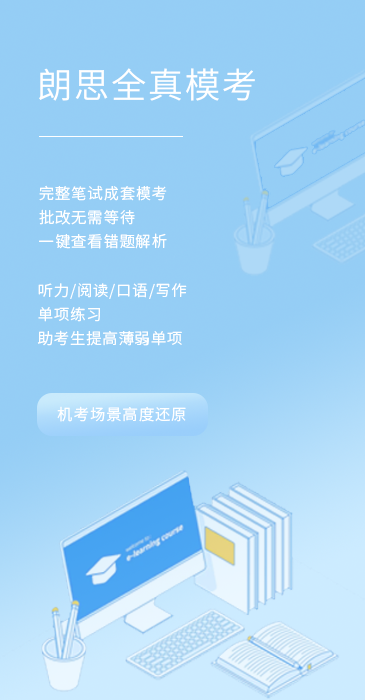 朗思全真模考
完整笔试成套模考
批改无需等待
一键查看错题解析
听力/阅读/口语/写作
单项练习
助考生提高薄弱单项
机考场景高度还原
welcome to
e-learning course